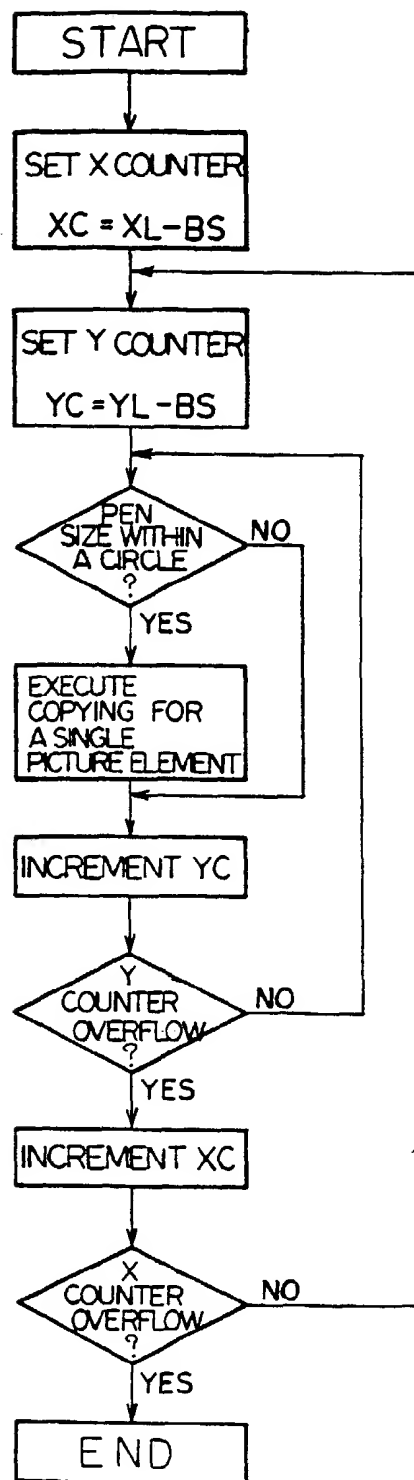 START
SET X COUNTER
XC = XL-BS
SET Y COUNTER
YC = YL-BS
PEN
SIZE WITHIN
A CIRCLE
?
NO
YES
EXECUTE
COPYING FOR
A SINGLE
PICTURE ELEMENT
INCREMENT YC
Y
COUNTER
OVERFLOW
?
NO
YES
INCREMENT XC
X
COUNTER
OVERFLOW
?
NO
YES
END